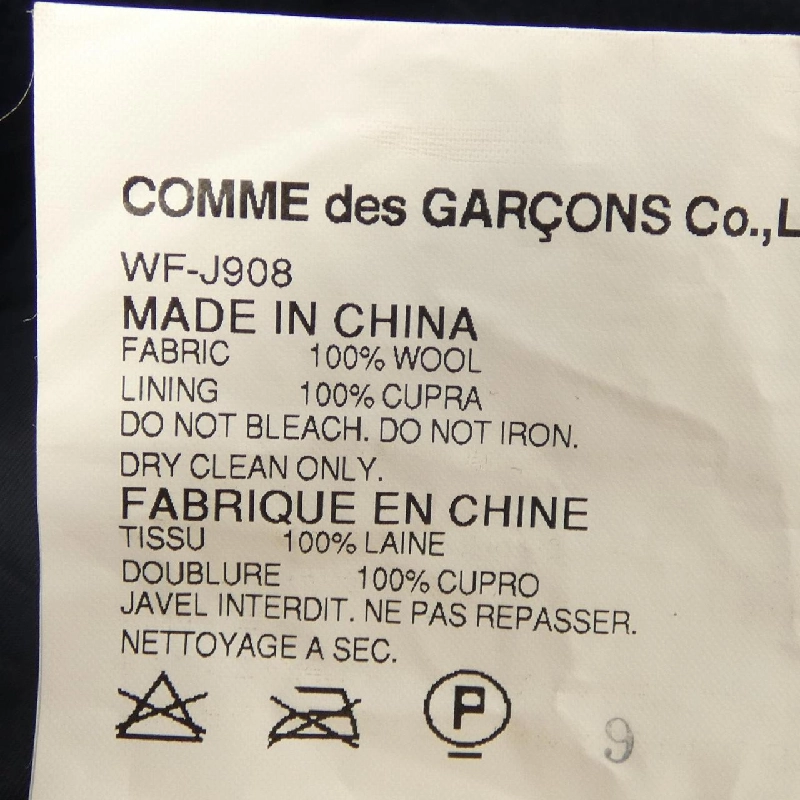 COMME des GARÇONS Co.,L
WF-J908
MADE IN CHINA
FABRIC 100% WOOL
LINING 100% CUPRA
DO NOT BLEACH. DO NOT IRON.
DRY CLEAN ONLY.
FABRIQUE EN CHINE
TISSU 100% LAINE
DOUBLURE 100% CUPRO
JAVEL INTERDIT. NE PAS REPASSER.
NETTOYAGE A SEC.
P
9